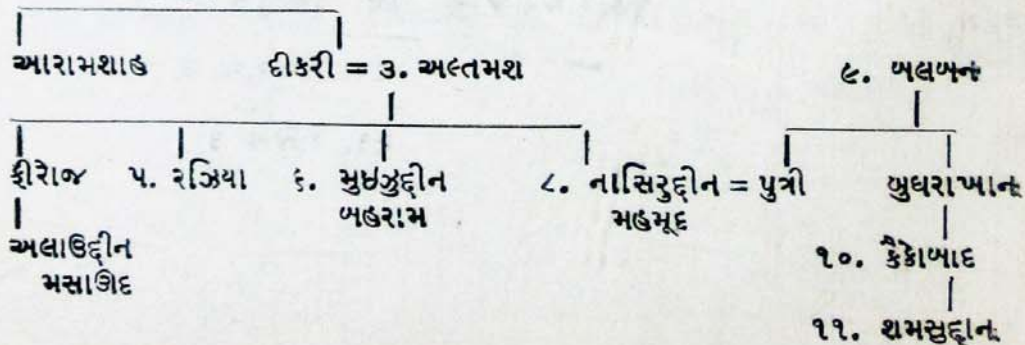 આરામશાહ દીકરી = ૩. અલ્તમશ ૯. બલબન
ફીરોજ ૫. રઝિયા ૬. મુઇઝુદ્દીન ૮. નાસિરુદ્દીન = પુત્રી બુઘરાખાન
બહરામ મહમૂદ
અલાઉદ્દીન ૧૦. કૈકોબાદ
મસાઊદ
૧૧. શમસુદ્દાન